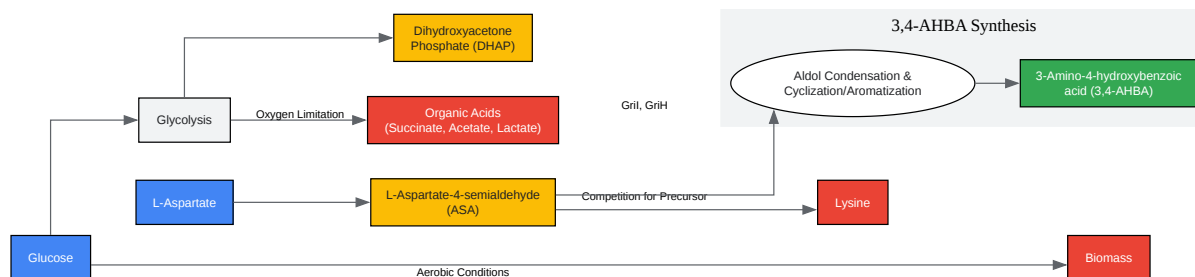 Dihydroxyacetone
Phosphate (DHAP)
3,4-AHBA Synthesis
Aldol Condensation &
Cyclization/Aromatization
3-Amino-4-hydroxybenzoic
acid (3,4-AHBA)
Glycolysis
Oxygen Limitation
Organic Acids
(Succinate, Acetate, Lactate)
GriI, GriH
L-Aspartate
L-Aspartate-4-semialdehyde
(ASA)
Competition for Precursor
Lysine
Glucose
Aerobic Conditions
Biomass